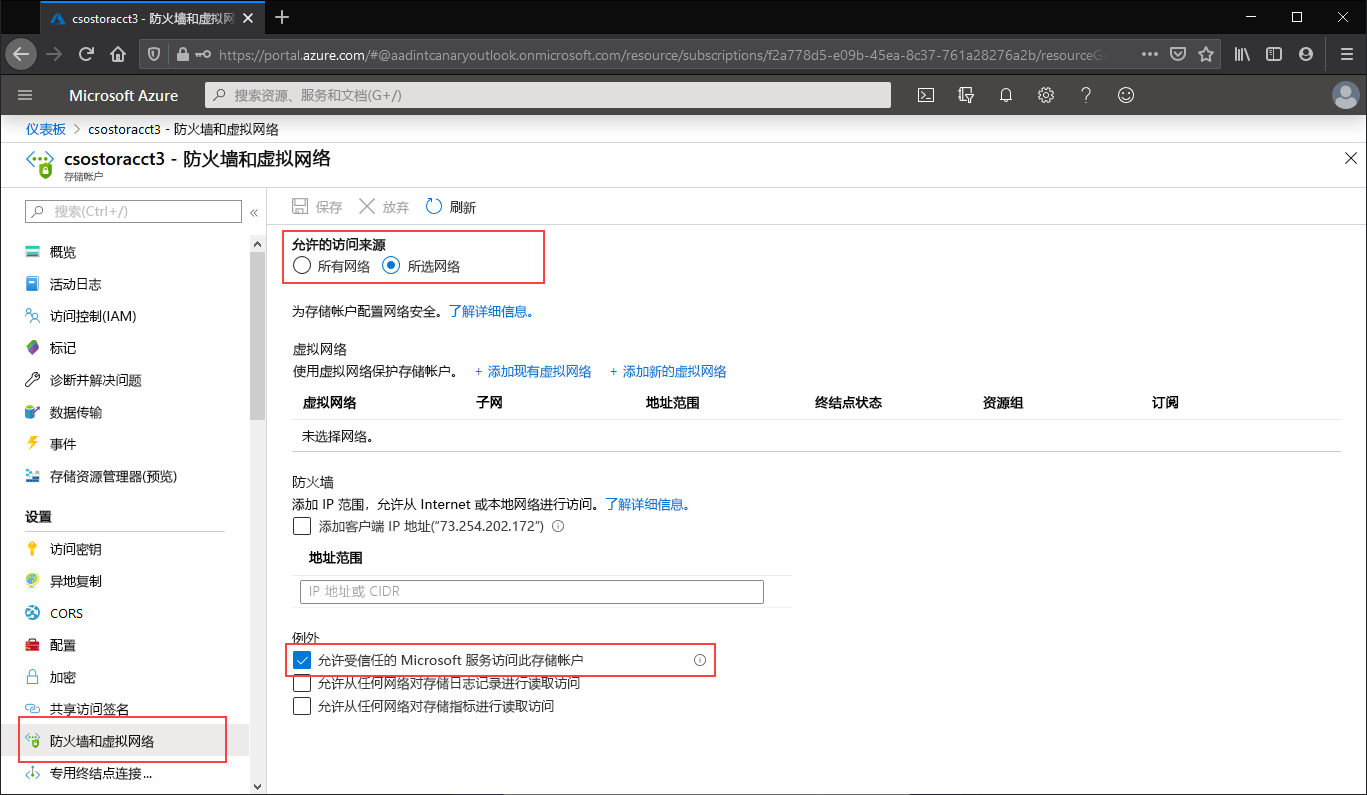 csostoracct3 - 防火墙和虚拟网
https://portal.azure.com/#@aadintcanaryoutlook.onmicrosoft.com/resource/subscriptions/f2a778d5-e09b-45ea-8c37-761a28276a2b/resourceG
Microsoft Azure
搜索资源、服务和文档(G+/)
仪表板 > csostoracct3 - 防火墙和虚拟网络
csostoracct3 - 防火墙和虚拟网络
存储帐户
搜索(Ctrl+/)
«
概览
活动日志
访问控制(IAM)
标记
诊断并解决问题
数据传输
事件
存储资源管理器(预览)
设置
访问密钥
异地复制
CORS
配置
加密
共享访问签名
防火墙和虚拟网络
专用终结点连接...
保存 放弃 刷新
允许的访问来源
所有网络 所选网络
为存储帐户配置网络安全。了解详细信息。
虚拟网络
使用虚拟网络保护存储帐户。 + 添加现有虚拟网络 + 添加新的虚拟网络
虚拟网络 子网 地址范围 终结点状态 资源组 订阅
未选择网络。
防火墙
添加 IP 范围，允许从 Internet 或本地网络进行访问。了解详细信息。
添加客户端 IP 地址(“73.254.202.172”)
地址范围
IP 地址或 CIDR
例外
允许受信任的 Microsoft 服务访问此存储帐户
允许从任何网络对存储日志记录进行读取访问
允许从任何网络对存储指标进行读取访问